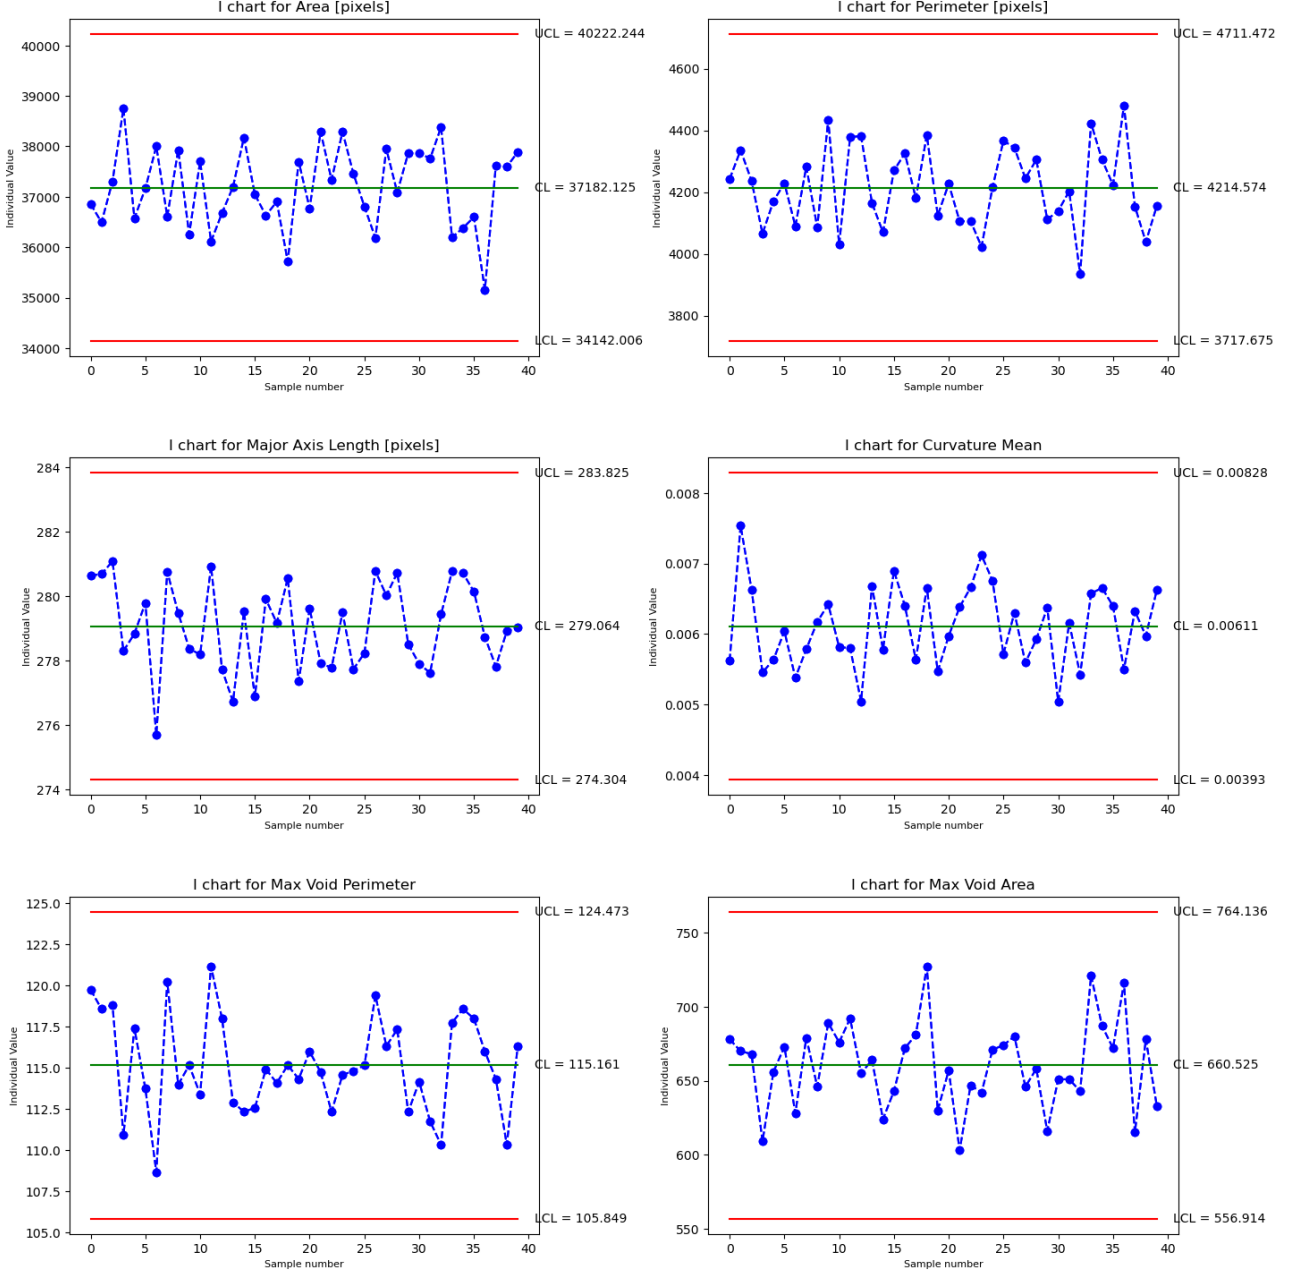 I chart for Area [pixels]
40000
39000
38000
37000
36000
35000
34000
Individual Value
UCL = 40222.244
CL = 37182.125
LCL = 34142.006
0 5 10 15 20 25 30 35 40
Sample number
I chart for Perimeter [pixels]
4600
4400
4200
4000
3800
Individual Value
UCL = 4711.472
CL = 4214.574
LCL = 3717.675
0 5 10 15 20 25 30 35 40
Sample number
I chart for Major Axis Length [pixels]
284
282
280
278
276
274
Individual Value
UCL = 283.825
CL = 279.064
LCL = 274.304
0 5 10 15 20 25 30 35 40
Sample number
I chart for Curvature Mean
0.008
0.007
0.006
0.005
0.004
Individual Value
UCL = 0.00828
CL = 0.00611
LCL = 0.00393
0 5 10 15 20 25 30 35 40
Sample number
I chart for Max Void Perimeter
125.0
122.5
120.0
117.5
115.0
112.5
110.0
107.5
105.0
Individual Value
UCL = 124.473
CL = 115.161
LCL = 105.849
0 5 10 15 20 25 30 35 40
Sample number
I chart for Max Void Area
750
700
650
600
550
Individual Value
UCL = 764.136
CL = 660.525
LCL = 556.914
0 5 10 15 20 25 30 35 40
Sample number